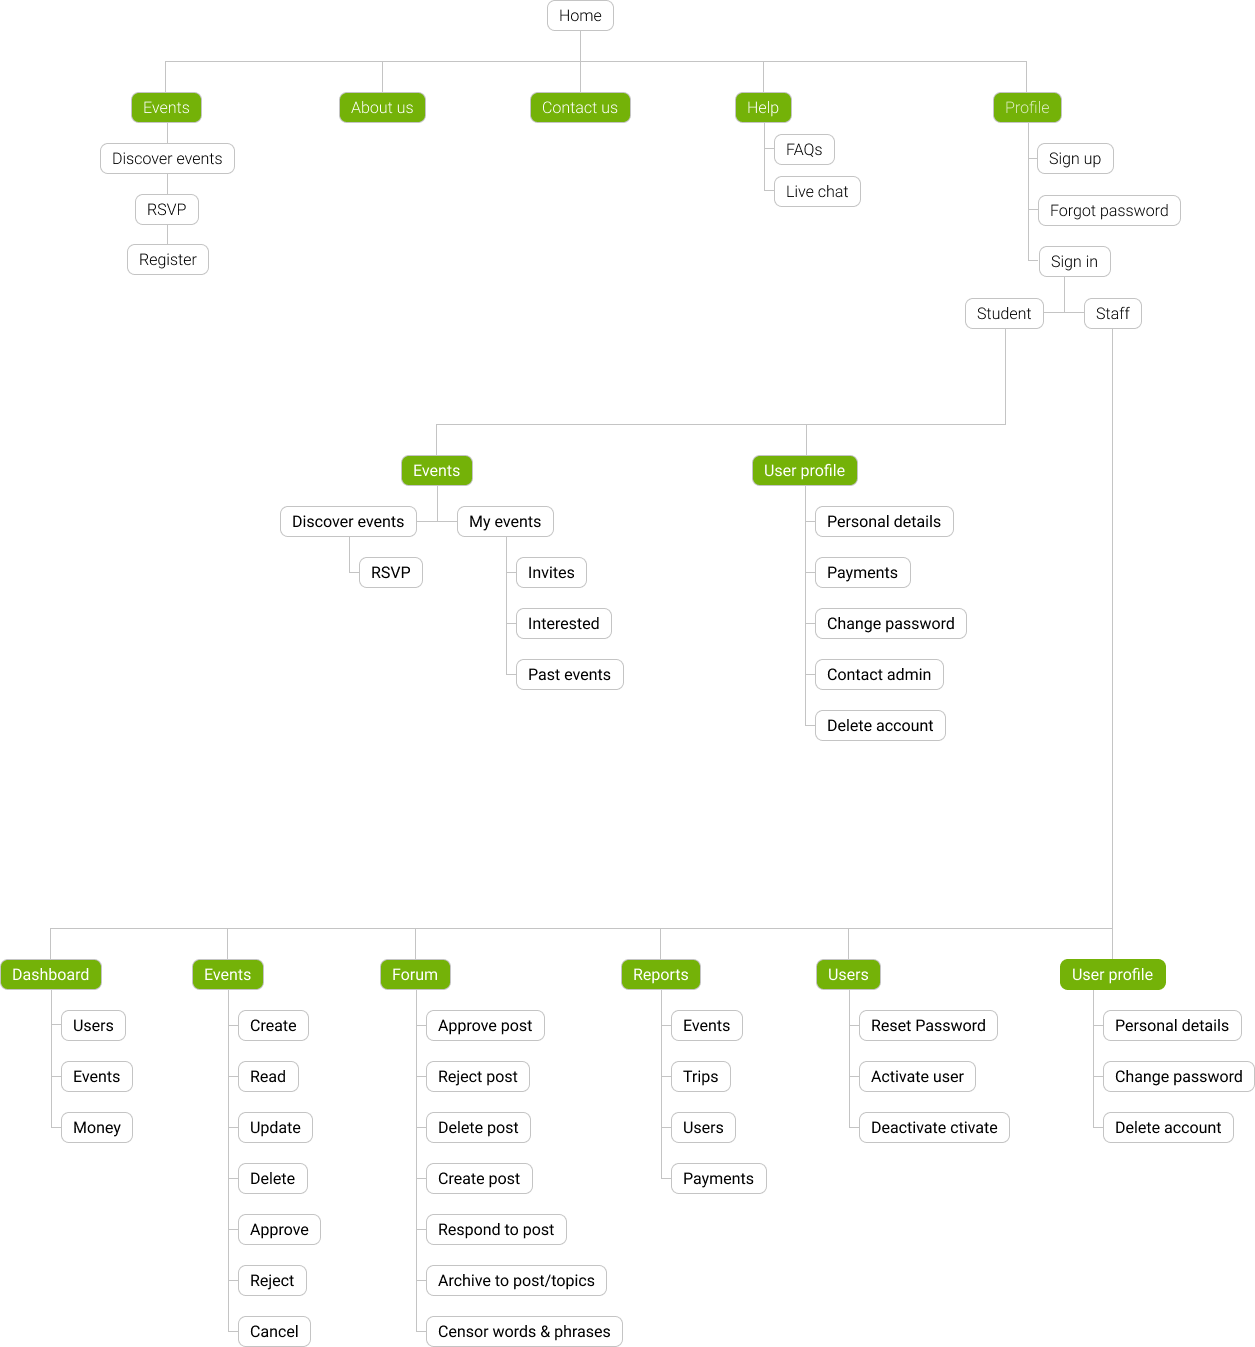 Home
Events
About us
Contact us
Help
Profile
Discover events
RSVP
Register
FAQs
Live chat
Sign up
Forgot password
Sign in
Student
Staff
Events
User profile
Discover events
My events
RSVP
Invites
Interested
Past events
Personal details
Payments
Change password
Contact admin
Delete account
Dashboard
Events
Forum
Reports
Users
User profile
Users
Events
Money
Create
Read
Update
Delete
Approve
Reject
Cancel
Approve post
Reject post
Delete post
Create post
Respond to post
Archive to post/topics
Censor words & phrases
Events
Trips
Users
Payments
Reset Password
Activate user
Deactivate ctivate
Personal details
Change password
Delete account